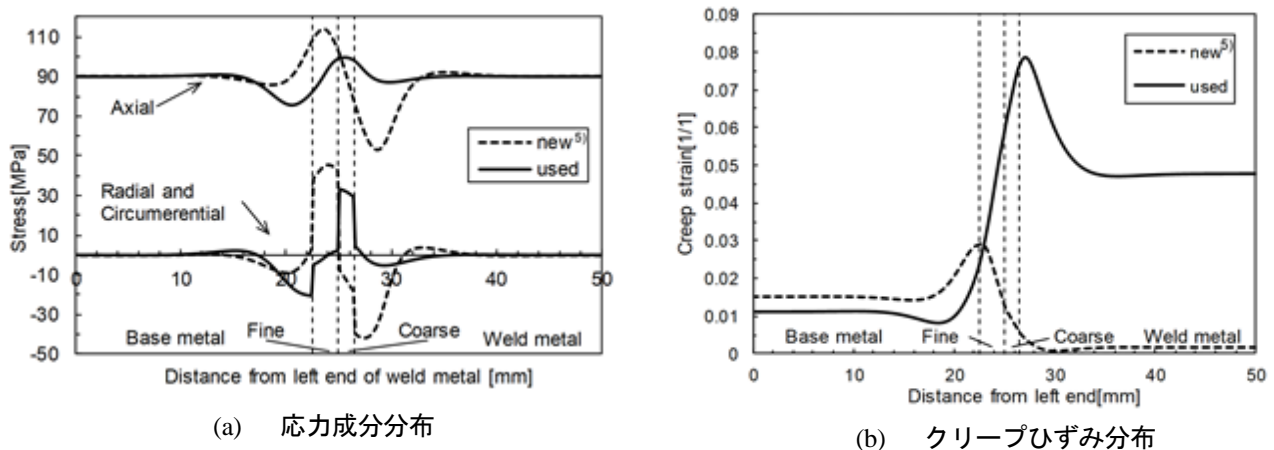 110
90
70
50
30
10
-10
-30
-50
Stress[MPa]
Axial
new5)
used
Radial and
Circumerential
0
10
20
30
40
50
Base metal
Fine
Coarse
Weld metal
Distance from left end of weld metal [mm]
(a) 応力成分分布
0.09
0.08
0.07
0.06
0.05
0.04
0.03
0.02
0.01
0
Creep strain[1/1]
new5)
used
Base metal
Fine
Coarse
Weld metal
0
10
20
30
40
50
Distance from left end[mm]
(b) クリープひずみ分布